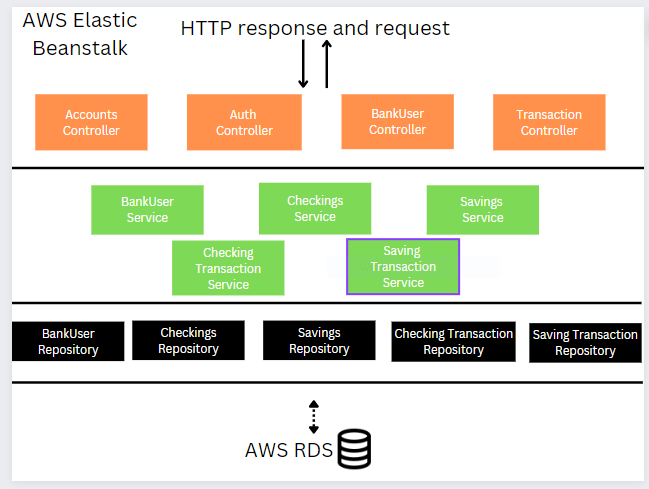 AWS Elastic
Beanstalk
HTTP response and request
Accounts
Controller
Auth
Controller
BankUser
Controller
Transaction
Controller
BankUser
Service
Checkings
Service
Savings
Service
Checking
Transaction
Service
Saving
Transaction
Service
BankUser
Repository
Checkings
Repository
Savings
Repository
Checking Transaction
Repository
Saving Transaction
Repository
AWS RDS